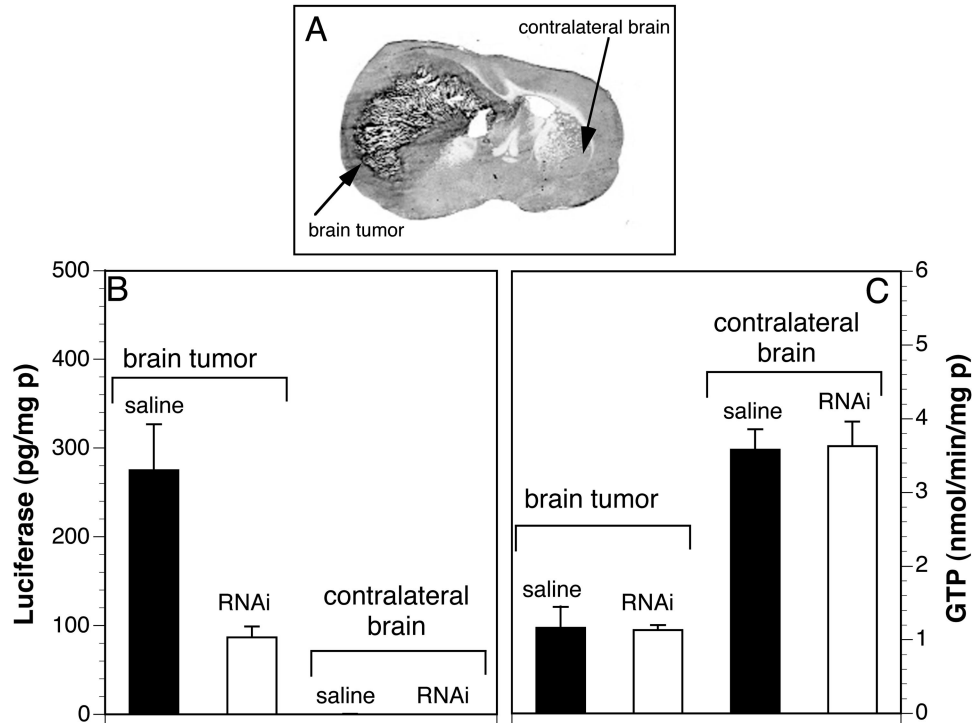 A
contralateral brain
brain tumor
B
500
400
300
200
100
0
Luciferase (pg/mg p)
brain tumor
saline
RNAi
contralateral
brain
saline
RNAi
C
brain tumor
saline
RNAi
contralateral
brain
saline
RNAi
6
5
4
3
2
1
0
GTP (nmol/min/mg p)